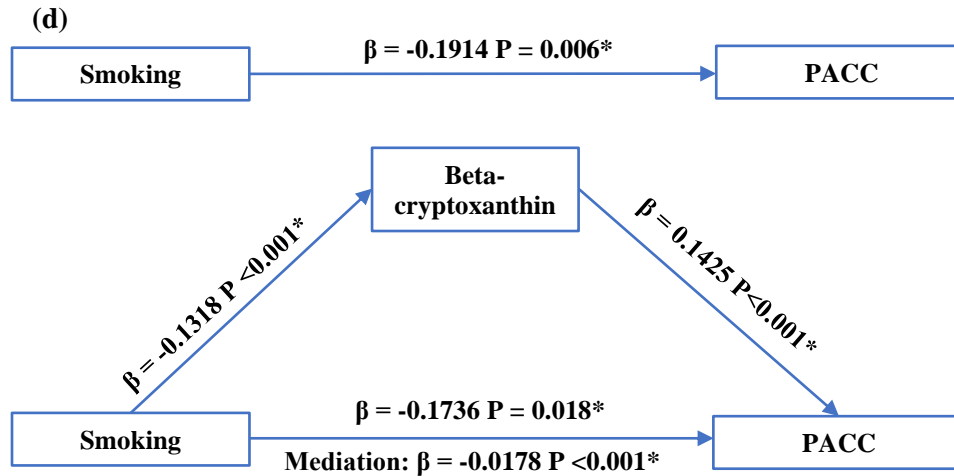 (d)
β = -0.1914 P = 0.006*
Smoking
PACC
Beta-
cryptoxanthin
β = -0.1318 P <0.001*
β = 0.1425 P<0.001*
β = -0.1736 P = 0.018*
Smoking
PACC
Mediation: β = -0.0178 P <0.001*